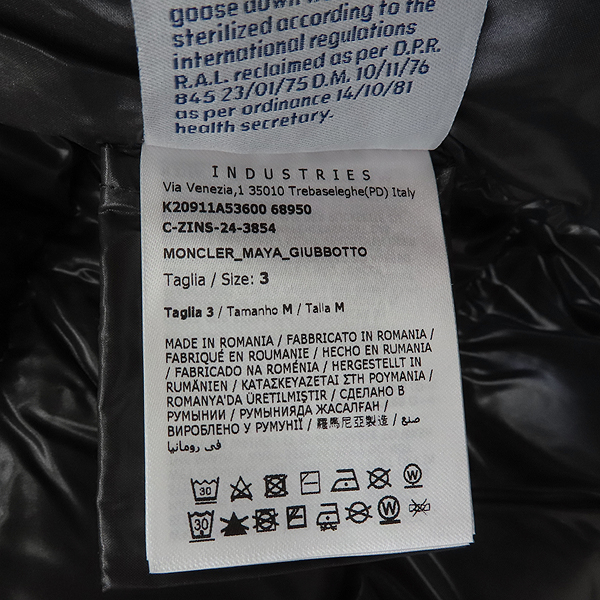 goose down
sterilized according to the
international regulations
R.A.L. reclaimed as per D.P.R.
845 23/01/75 D.M. 10/11/76
as per ordinance 14/10/81
health secretary.
INDUSTRIES
Via Venezia,1 35010 Trebaseleghe(PD) Italy
K20911A53600 68950
C-ZINS-24-3854
MONCLER_MAYA_GIUBBOTTO
Taglia / Size: 3
Taglia 3 / Tamanho M / Talla M
MADE IN ROMANIA / FABBRICATO IN ROMANIA /
FABRIQUÉ EN ROUMANIE / HECHO EN RUMANIA
/ FABRICADO NA ROMÉNIA / HERGESTELLT IN
RUMÄNIEN / ΚΑΤΑΣΚΕΥΑΖΕΤΑΙ ΣΤΗ ΡΟΥΜΑΝΙΑ /
ROMANYA'DA ÜRETILMIŞTIR / СДЕЛАНО В
РУМЫНИИ / РУМЫНИЯДА ЖАСАЛҒАН /
ВИРОБЛЕНО У РУМУНІЇ / 羅馬尼亞製造 / صنع
في رومانيا
30 W
30 W